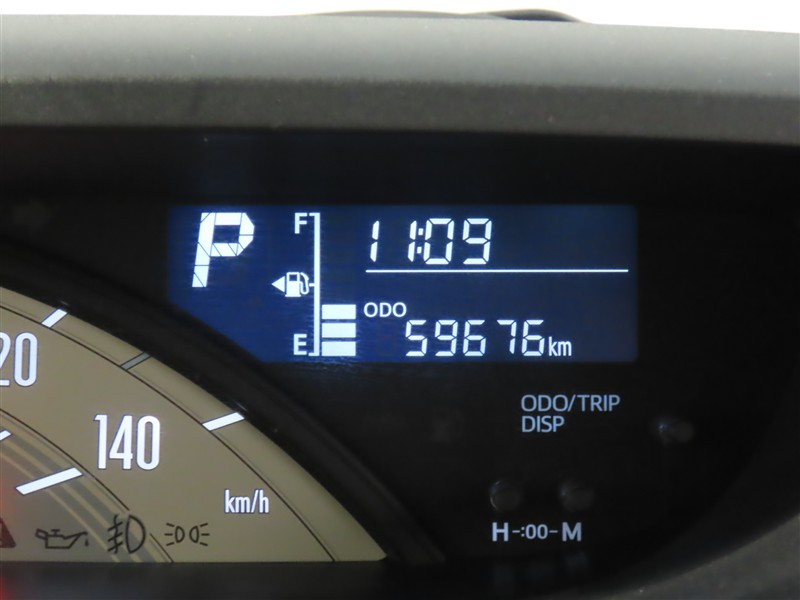 P
F
11:09
ODO
E
59676km
20
140
km/h
ODO/TRIP
DISP
H-:00-M